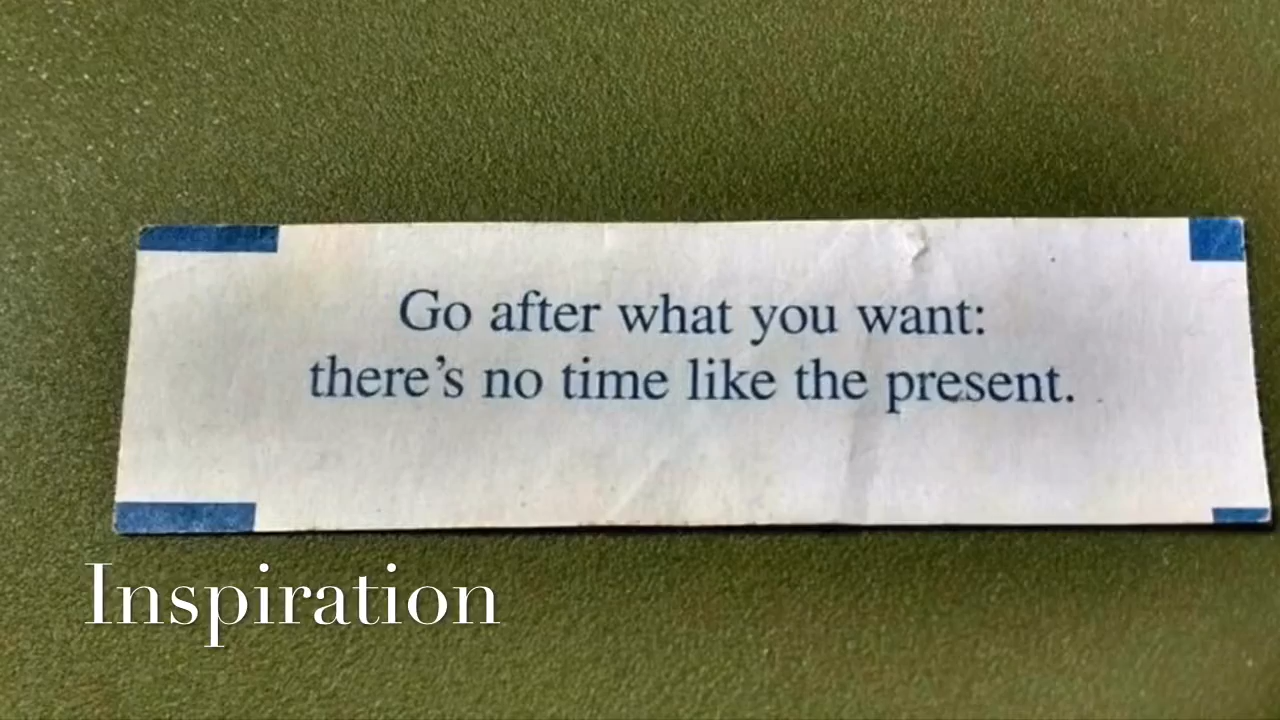 Go after what you want:
there's no time like the present.
Inspiration